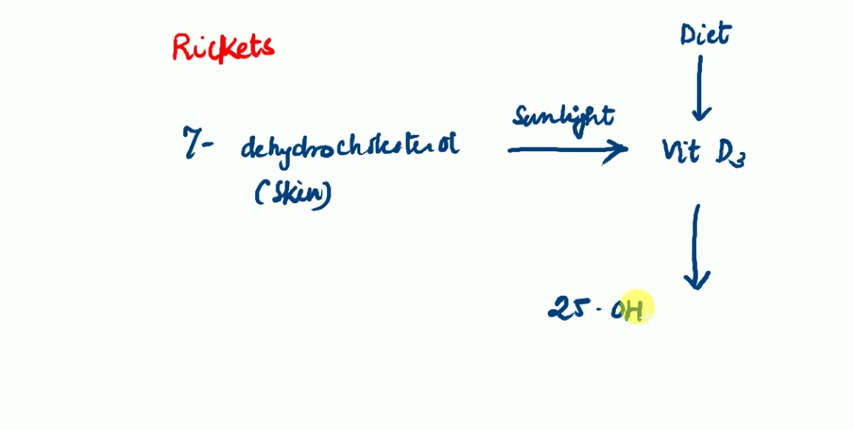 Rickets
Diet
Sunlight
7- dehydrocholesterol
Vit D3
(Skin)
25-OH